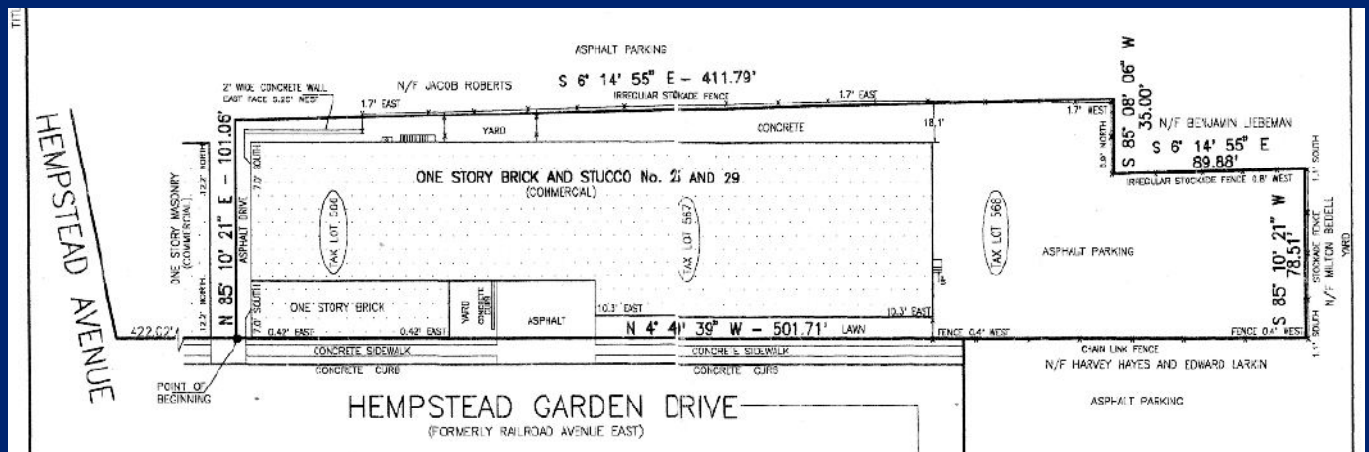 TITL
ASPHALT PARKING
N/F JACOB ROBERTS
S 6° 14' 55" E - 411.79'
IRREGULAR STOCKADE FENCE
1.7' EAST
1.7' EAST
2' WIDE CONCRETE WALL
EAST FACE WEST
YARD
CONCRETE
18.1'
1.7' WEST
NORTH
S 85° 08' 06" W
35.00'
N/F BENJAMIN LIEBEMAN
S 6° 14' 55" E
89.88'
IRREGULAR STOCKADE FENCE 0.8' WEST
HEMPSTEAD AVENUE
ONE STORY MASONRY
(COMMERCIAL)
12.2' NORTH
12.2' NORTH
N 85° 10' 21" E - 101.06'
ASPHALT DRIVE
7.0' SOUTH
7.0' SOUTH
ONE STORY BRICK AND STUCCO No. AND 29
(COMMERCIAL)
TAX LOT
TAX LOT 567
TAX LOT 568
ASPHALT PARKING
S 85° 10' 21" W
78.51'
1.1' SOUTH
STOCKADE FENCE
1.1' SOUTH
N/F MILTON BEDELL
YARD
ONE STORY BRICK
0.42' EAST
0.42' EAST
YARD
CONCRETE
CURB
ASPHALT
10.3' EAST
10.3' EAST
N 4° 39" W - 501.71'
LAWN
FENCE 0.4' WEST
FENCE 0.4' WEST
422.02'
CONCRETE SIDEWALK
CONCRETE SIDEWALK
CONCRETE CURB
CONCRETE CURB
CHAIN LINK FENCE
N/F HARVEY HAYES AND EDWARD LARKIN
POINT OF
BEGINNING
HEMPSTEAD GARDEN DRIVE
(FORMERLY RAILROAD AVENUE EAST)
ASPHALT PARKING